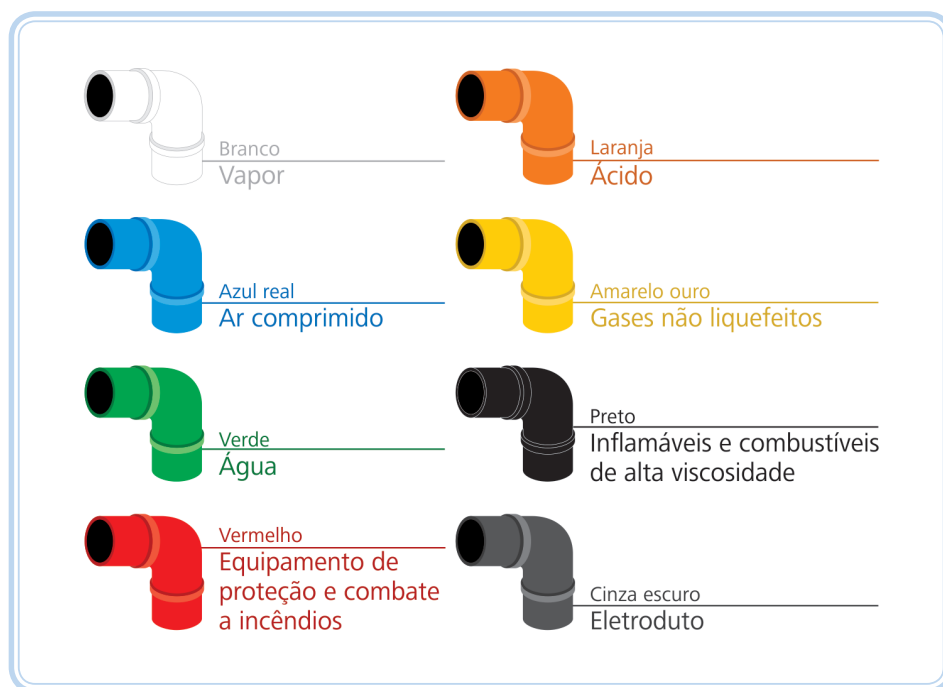 Branco
Vapor
Laranja
Ácido
Azul real
Ar comprimido
Amarelo ouro
Gases não liquefeitos
Verde
Água
Preto
Inflamáveis e combustíveis
de alta viscosidade
Vermelho
Equipamento de
proteção e combate
a incêndios
Cinza escuro
Eletroduto